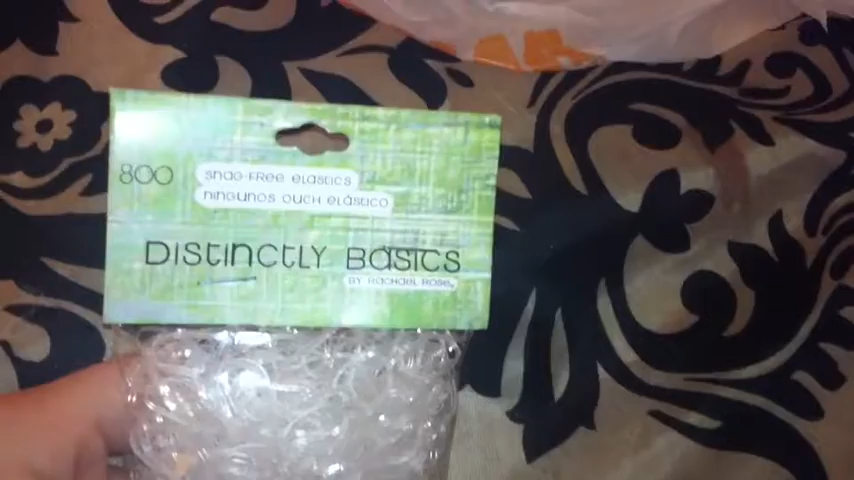 800
snag-free elastics
ningunos ouch elástico
Distinctly Basics
by Rachael Rose